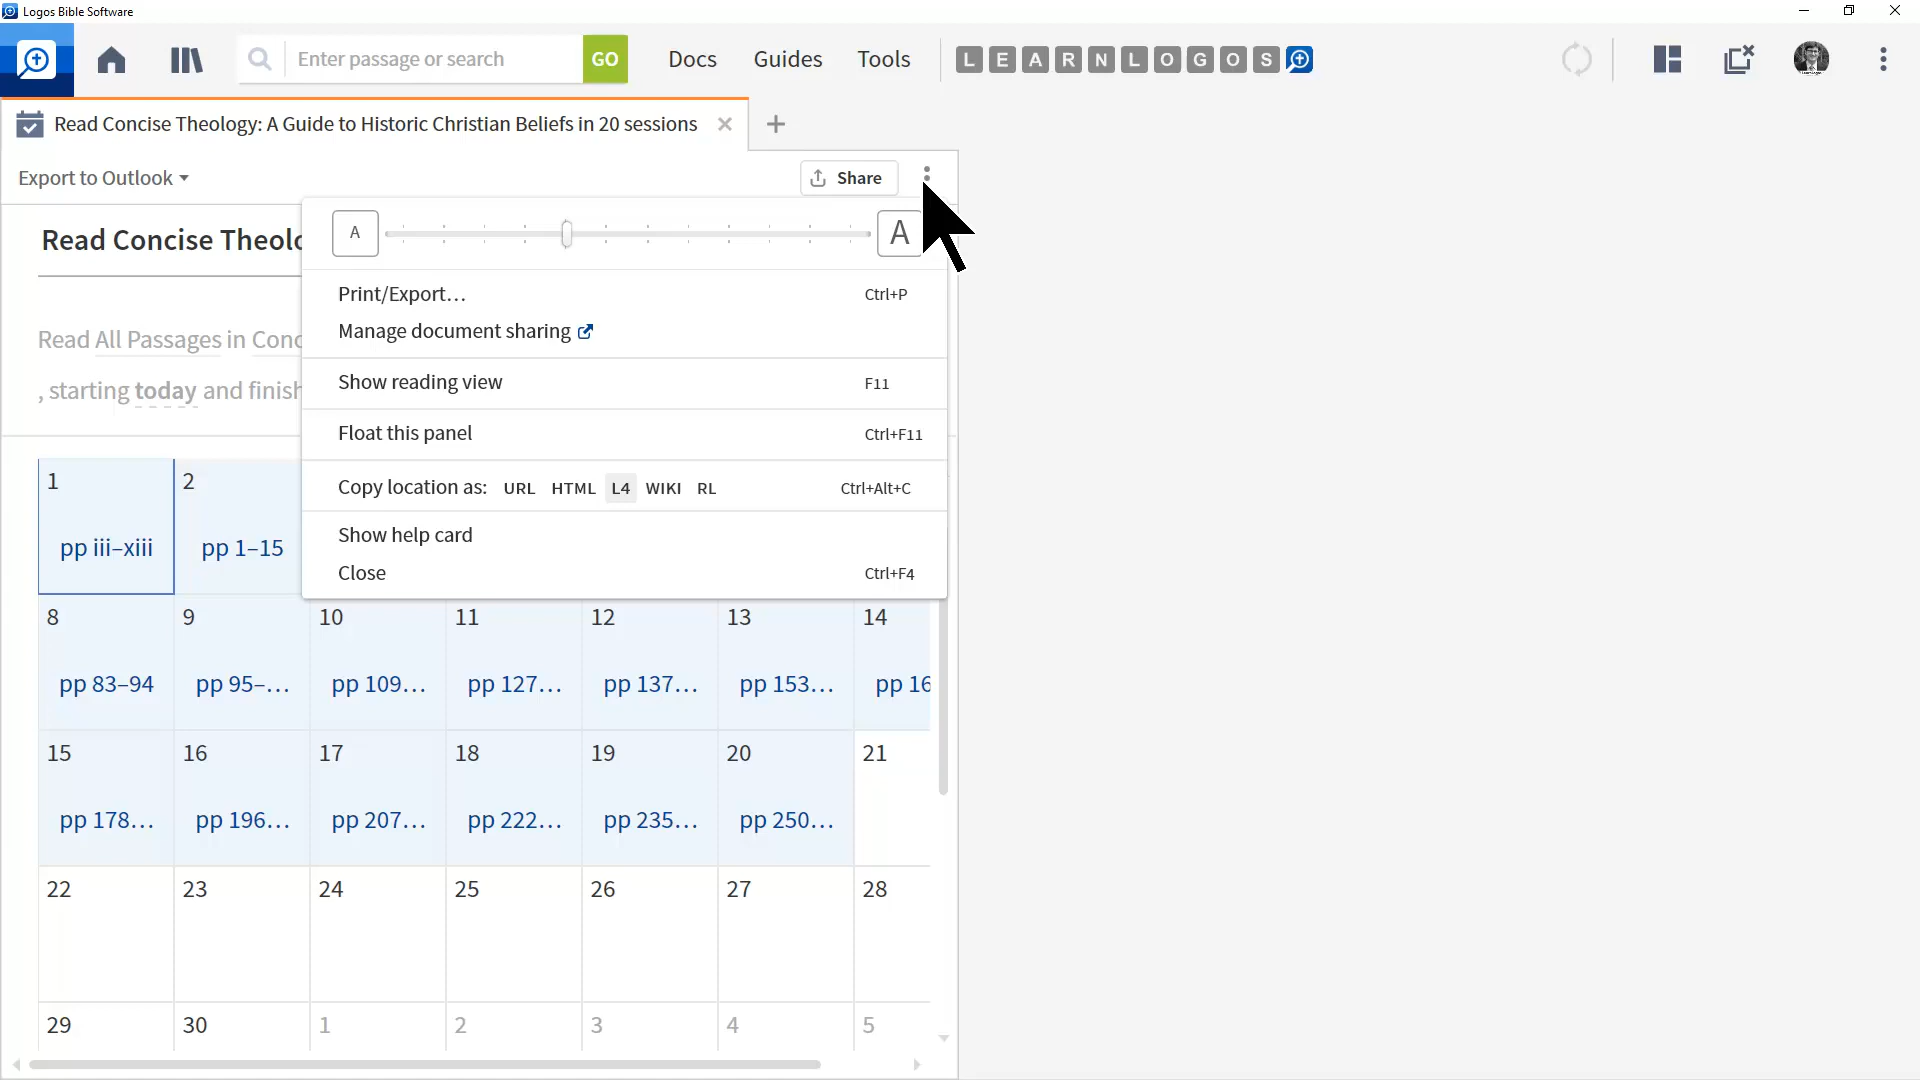 Logos Bible Software
Enter passage or search
GO
Docs
Guides
Tools
L E A R N L O G O S
Read Concise Theology: A Guide to Historic Christian Beliefs in 20 sessions
Export to Outlook
Share
A
A
Read Concise
Read All Passages in
, starting today and
Print/Export…
Ctrl+P
Manage document sharing
Show reading view
F11
Float this panel
Ctrl+F11
Copy location as: URL HTML L4 WIKI RL
Ctrl+Alt+C
Show help card
Close
Ctrl+F4
1 2
pp iii–xiii pp 1–15
8 9 10 11 12 13 14
pp 83–94 pp 95–… pp 109… pp 127… pp 137… pp 153… pp 16
15 16 17 18 19 20 21
pp 178… pp 196… pp 207… pp 222… pp 235… pp 250…
22 23 24 25 26 27 28
29 30 1 2 3 4 5